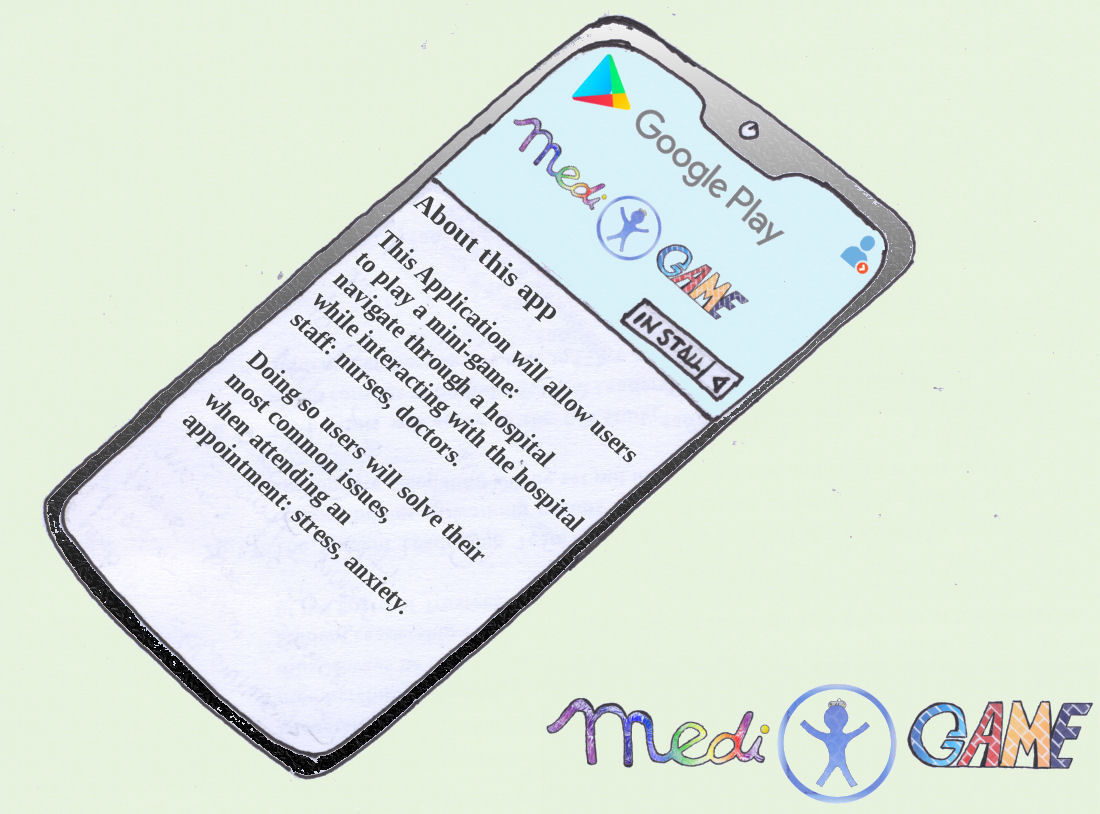 Google Play
medi GAME
INSTALL
About this app
This Application will allow users
to play a mini-game:
navigate through a hospital
while interacting with the hospital
staff: nurses, doctors.
Doing so users will solve their
most common issues,
when attending an
appointment: stress, anxiety.
medi GAME